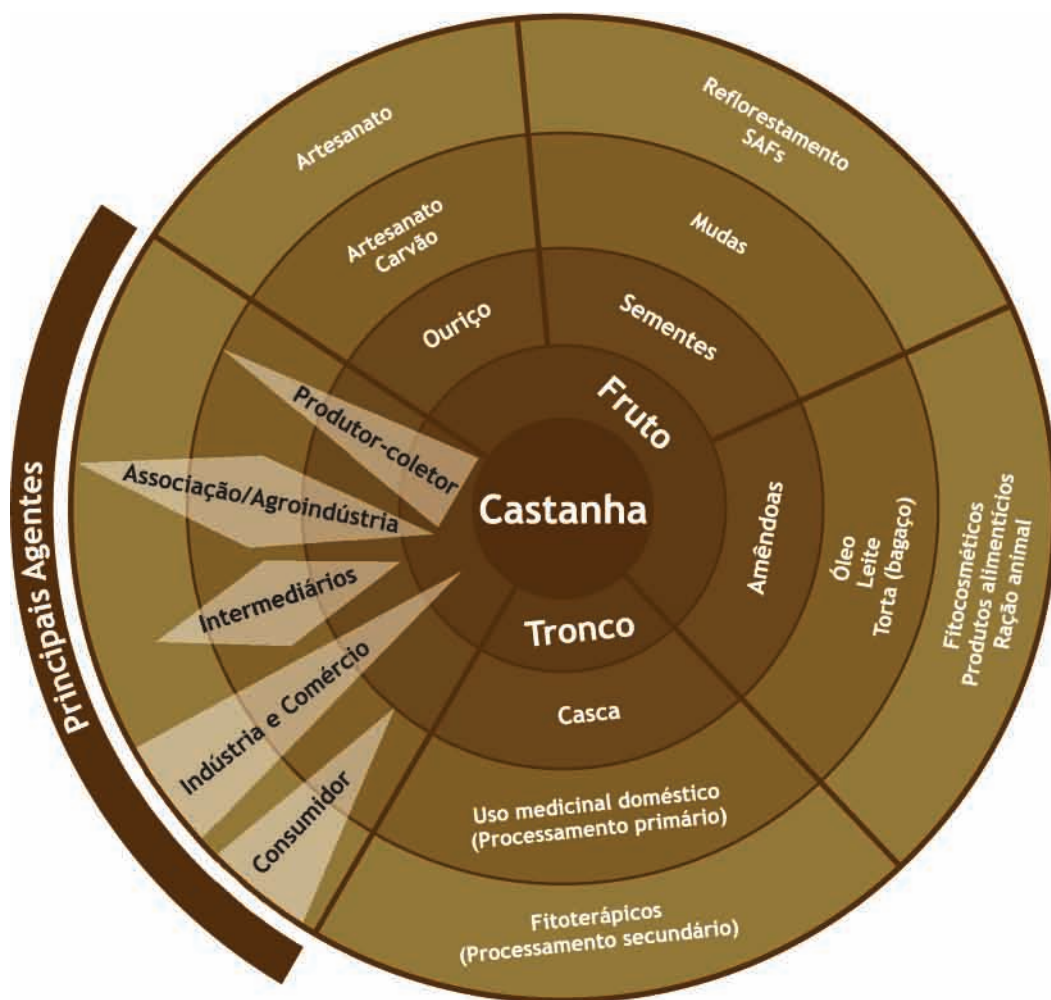 Artesanato
Reflorestamento
SAFs
Artesanato
Carvão
Mudas
Ouriço
Sementes
Fruto
Castanha
Tronco
Amêndoas
Óleo
Leite
Torta (bagaço)
Fitocosméticos
Produtos alimentícios
Ração animal
Casca
Uso medicinal doméstico
(Processamento primário)
Fitoterápicos
(Processamento secundário)
Principais Agentes
Produtor-coletor
Associação/Agroindústria
Intermediários
Indústria e Comércio
Consumidor